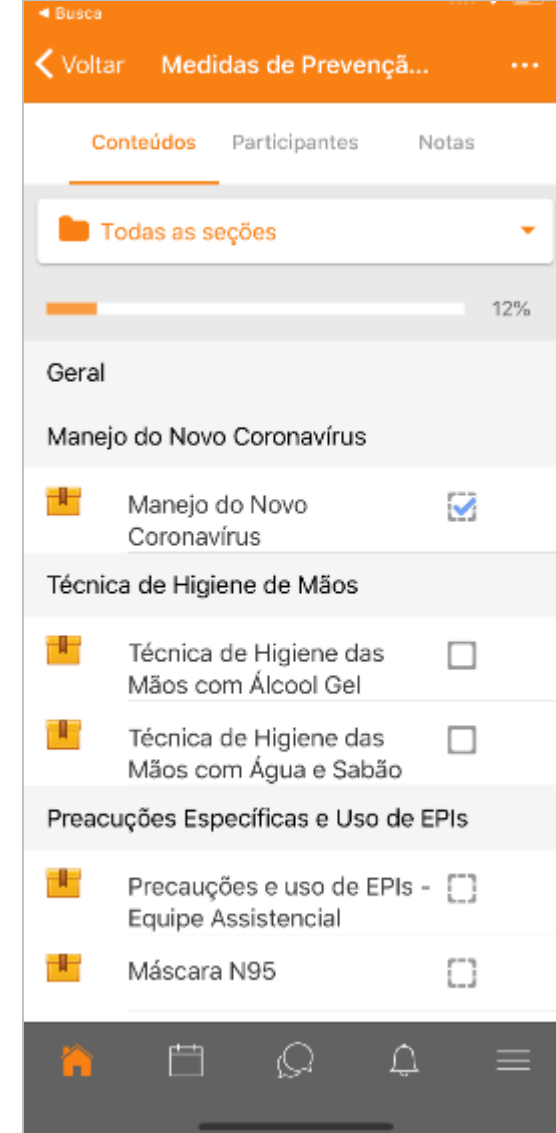 Busca
Voltar Medidas de Prevençã... ...
Conteúdos Participantes Notas
Todas as seções
12%
Geral
Manejo do Novo Coronavírus
Manejo do Novo
Coronavírus
Técnica de Higiene de Mãos
Técnica de Higiene das
Mãos com Álcool Gel
Técnica de Higiene das
Mãos com Água e Sabão
Preacuções Específicas e Uso de EPIs
Precauções e uso de EPIs -
Equipe Assistencial
Máscara N95